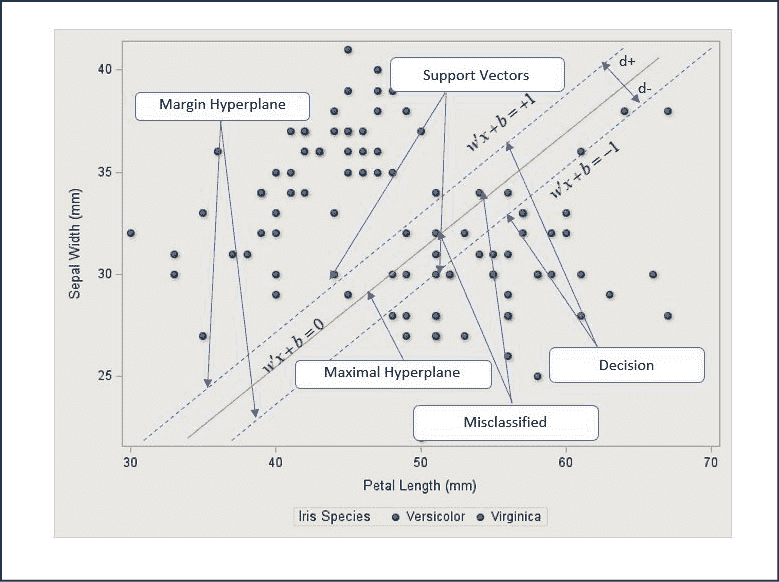 d+
40
Support Vectors
d-
Margin Hyperplane
w'x+b=+1
w'x+b=-1
35
Sepal Width (mm)
30
w'x+b=0
Maximal Hyperplane
Decision
25
Misclassified
30 40 50 60 70
Petal Length (mm)
Iris Species Versicolor Virginica